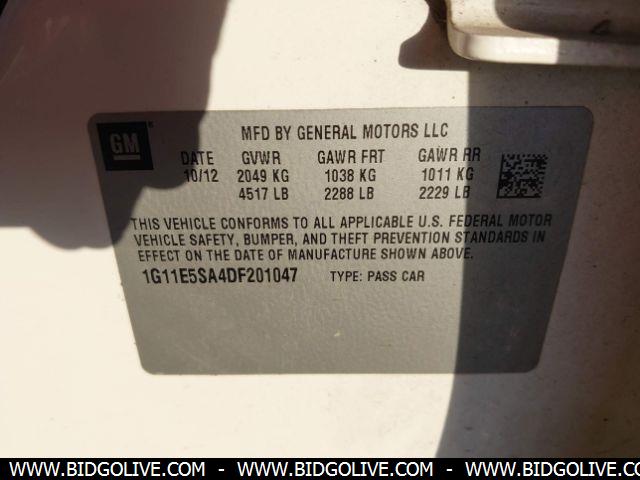 GM
MFD BY GENERAL MOTORS LLC
DATE GVWR GAWR FRT GAWR RR
10/12 2049 KG 1038 KG 1011 KG
4517 LB 2288 LB 2229 LB
THIS VEHICLE CONFORMS TO ALL APPLICABLE U.S. FEDERAL MOTOR
VEHICLE SAFETY, BUMPER, AND THEFT PREVENTION STANDARDS IN
EFFECT ON THE DATE OF MANUFACTURE SHOWN ABOVE.
1G11E5SA4DF201047 TYPE: PASS CAR
WWW.BIDGOLIVE.COM - WWW.BIDGOLIVE.COM - WWW.BIDGOLIVE.COM